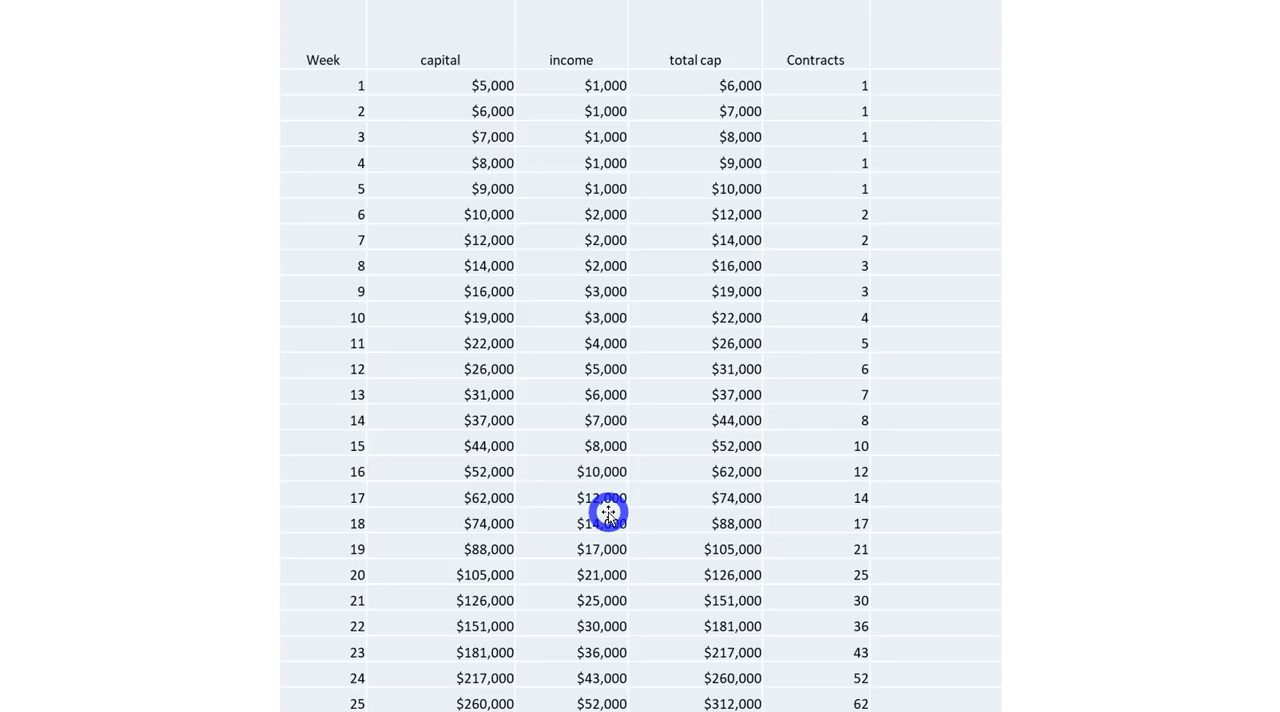 Week capital income total cap Contracts
1 $5,000 $1,000 $6,000 1
2 $6,000 $1,000 $7,000 1
3 $7,000 $1,000 $8,000 1
4 $8,000 $1,000 $9,000 1
5 $9,000 $1,000 $10,000 1
6 $10,000 $2,000 $12,000 2
7 $12,000 $2,000 $14,000 2
8 $14,000 $2,000 $16,000 3
9 $16,000 $3,000 $19,000 3
10 $19,000 $3,000 $22,000 4
11 $22,000 $4,000 $26,000 5
12 $26,000 $5,000 $31,000 6
13 $31,000 $6,000 $37,000 7
14 $37,000 $7,000 $44,000 8
15 $44,000 $8,000 $52,000 10
16 $52,000 $10,000 $62,000 12
17 $62,000 $12,000 $74,000 14
18 $74,000 $14,000 $88,000 17
19 $88,000 $17,000 $105,000 21
20 $105,000 $21,000 $126,000 25
21 $126,000 $25,000 $151,000 30
22 $151,000 $30,000 $181,000 36
23 $181,000 $36,000 $217,000 43
24 $217,000 $43,000 $260,000 52
25 $260,000 $52,000 $312,000 62